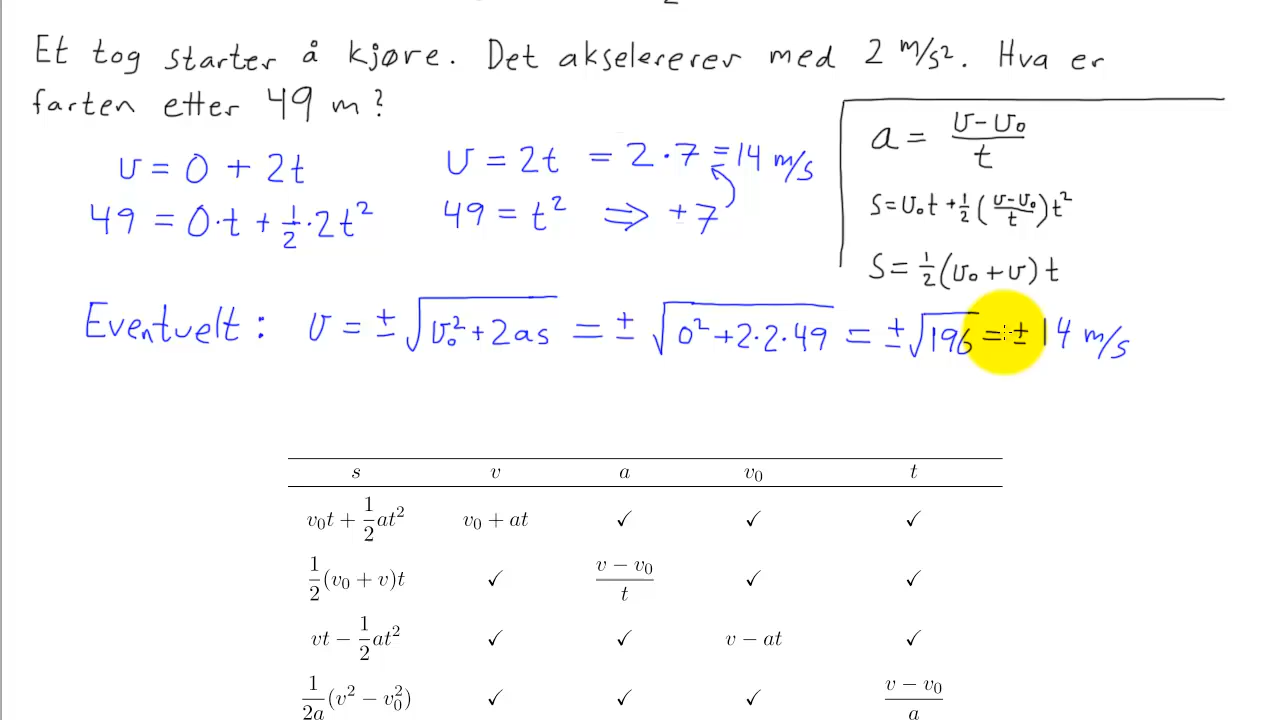 Et tog starter å kjøre. Det akselererer med 2 m/s². Hva er
farten etter 49 m?
v = 0 + 2t
49 = 0·t + 1/2·2t²
v = 2t = 2·7 = 14 m/s
49 = t² ⇒ +7
a = (v-v₀)/t
s = v₀t + 1/2((v-v₀)/t)t²
s = 1/2(v₀+v)t
Eventuelt: v = ±√(v₀²+2as) = ±√(0²+2·2·49) = ±√196 = ±14 m/s
s v a v₀ t
v₀t + 1/2at² v₀ + at ✓ ✓ ✓
1/2(v₀ + v)t ✓ (v − v₀)/t ✓ ✓
vt − 1/2at² ✓ ✓ v − at ✓
1/2a(v² − v₀²) ✓ ✓ ✓ (v − v₀)/a